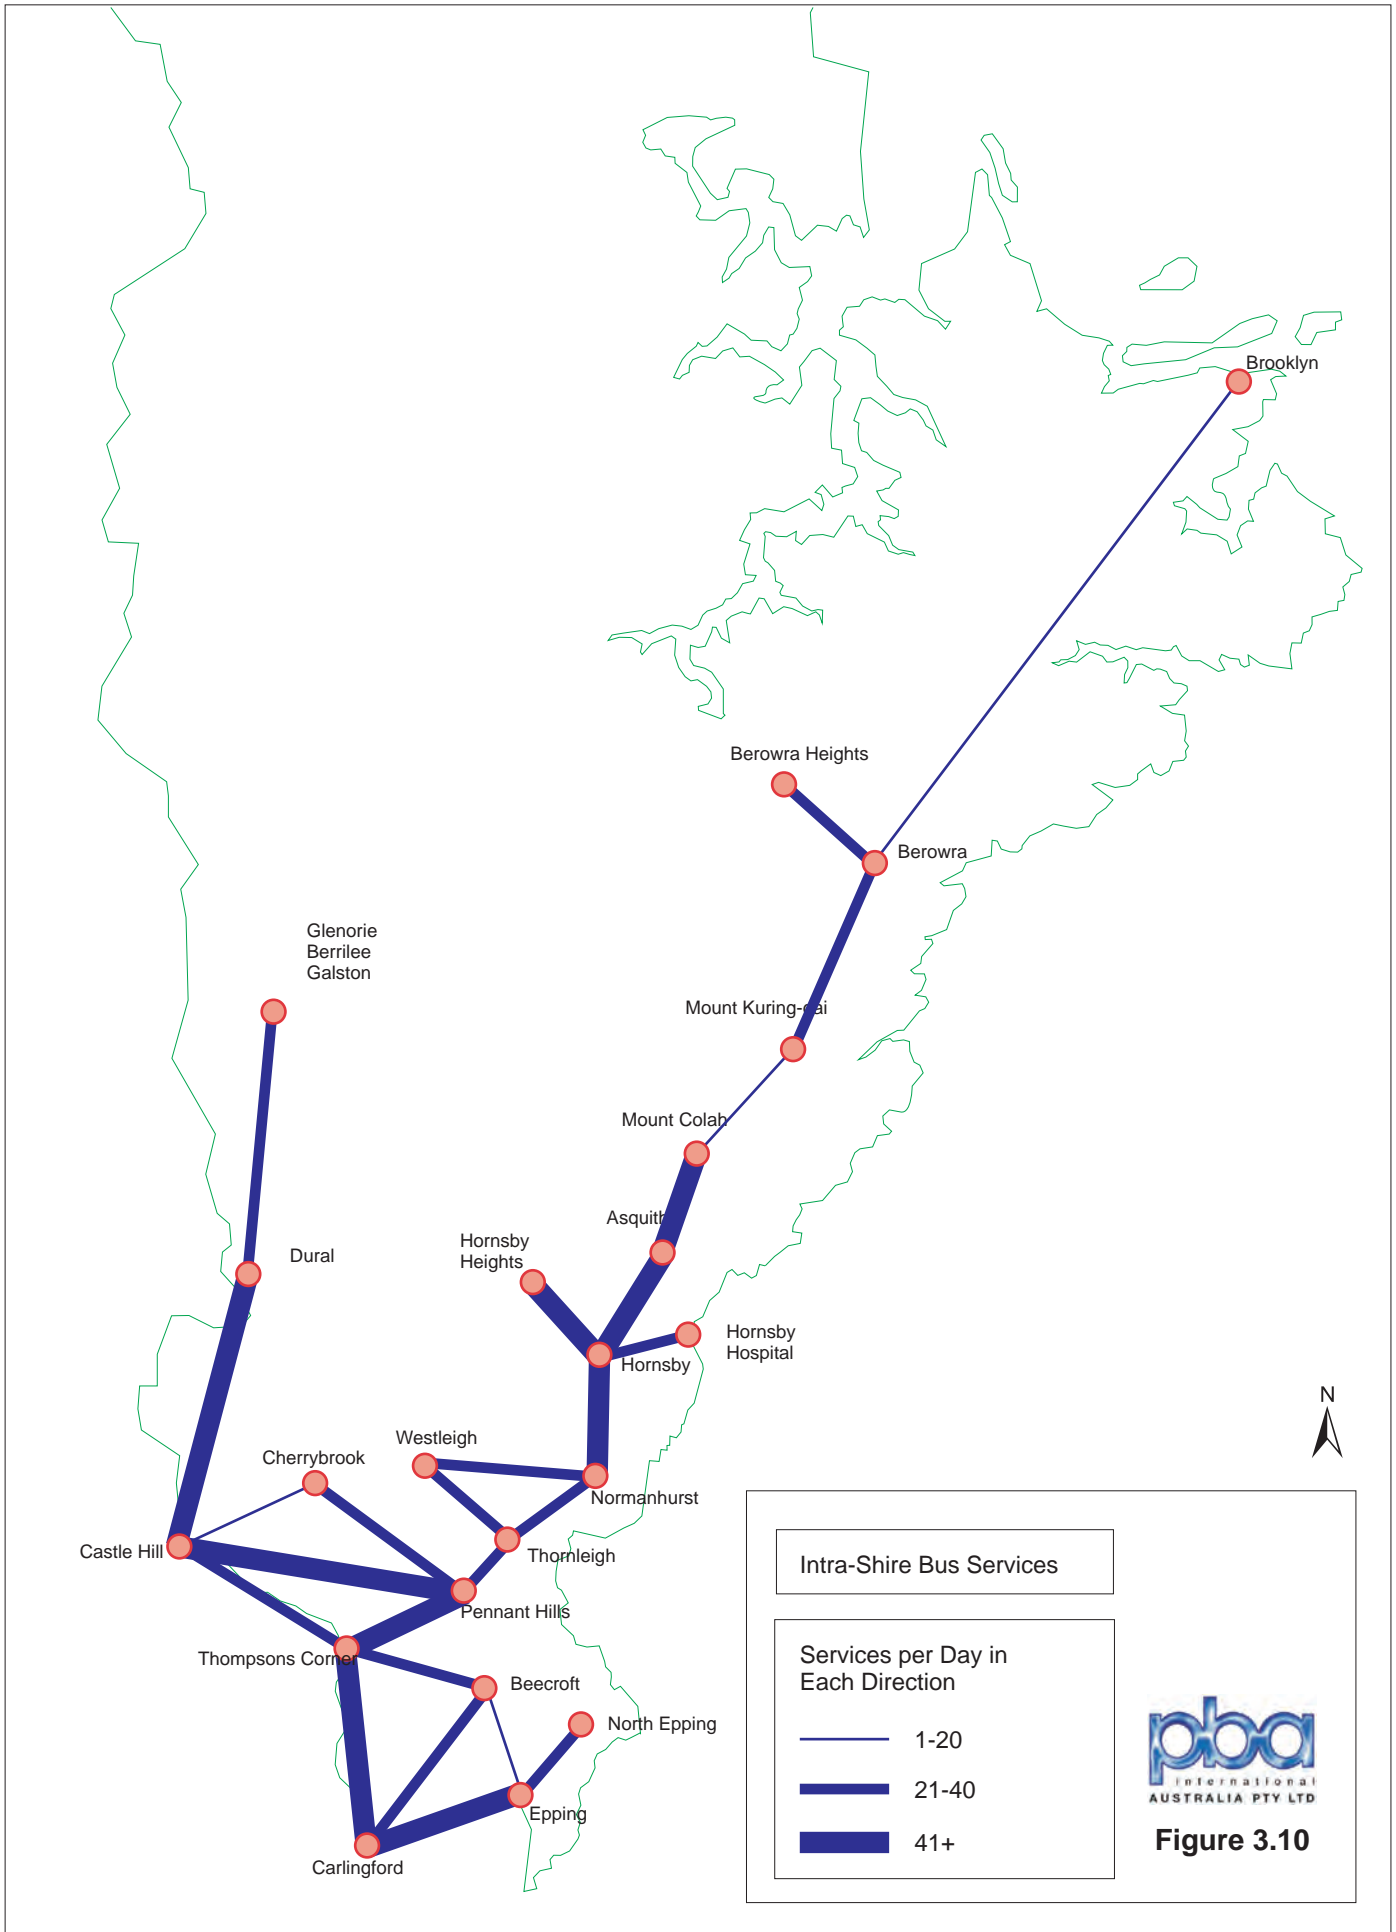 Brooklyn
Berowra Heights
Berowra
Glenorie
Berrilee
Galston
Mount Kuring-gai
Mount Colah
Asquith
Hornsby
Heights
Dural
Hornsby
Hospital
Hornsby
N
Westleigh
Cherrybrook
Normanhurst
Castle Hill
Thornleigh
Pennant Hills
Thompsons Corner
Beecroft
North Epping
Epping
Carlingford
Intra-Shire Bus Services
Services per Day in
Each Direction
1-20
21-40
41+
pba
international
AUSTRALIA PTY LTD
Figure 3.10